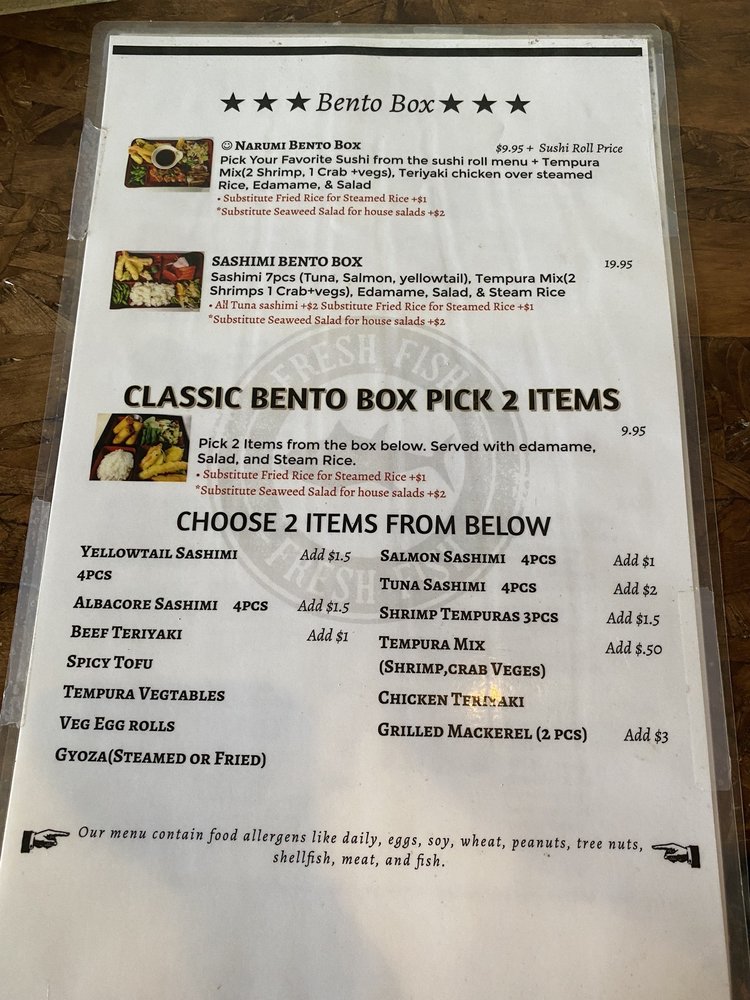 ★★★Bento Box★★★
☺ NARUMI BENTO BOX $9.95 + Sushi Roll Price
Pick Your Favorite Sushi from the sushi roll menu + Tempura
Mix(2 Shrimp, 1 Crab +vegs), Teriyaki chicken over steamed
Rice, Edamame, & Salad
• Substitute Fried Rice for Steamed Rice +$1
*Substitute Seaweed Salad for house salads +$2
SASHIMI BENTO BOX 19.95
Sashimi 7pcs (Tuna, Salmon, yellowtail), Tempura Mix(2
Shrimps 1 Crab+vegs), Edamame, Salad, & Steam Rice
• All Tuna sashimi +$2 Substitute Fried Rice for Steamed Rice +$1
*Substitute Seaweed Salad for house salads +$2
FRESH FISH
CLASSIC BENTO BOX PICK 2 ITEMS
9.95
Pick 2 Items from the box below. Served with edamame,
Salad, and Steam Rice.
• Substitute Fried Rice for Steamed Rice +$1
*Substitute Seaweed Salad for house salads +$2
CHOOSE 2 ITEMS FROM BELOW
FRESH
YELLOWTAIL SASHIMI Add $1.5
4PCS
ALBACORE SASHIMI 4PCS Add $1.5
BEEF TERIYAKI Add $1
SPICY TOFU
TEMPURA VEGTABLES
VEG EGG ROLLS
GYOZA(STEAMED OR FRIED)
SALMON SASHIMI 4PCS Add $1
TUNA SASHIMI 4PCS Add $2
SHRIMP TEMPURAS 3PCS Add $1.5
TEMPURA MIX Add $.50
(SHRIMP,CRAB VEGES)
CHICKEN TERIYAKI
GRILLED MACKEREL (2 PCS) Add $3
Our menu contain food allergens like daily, eggs, soy, wheat, peanuts, tree nuts,
shellfish, meat, and fish.